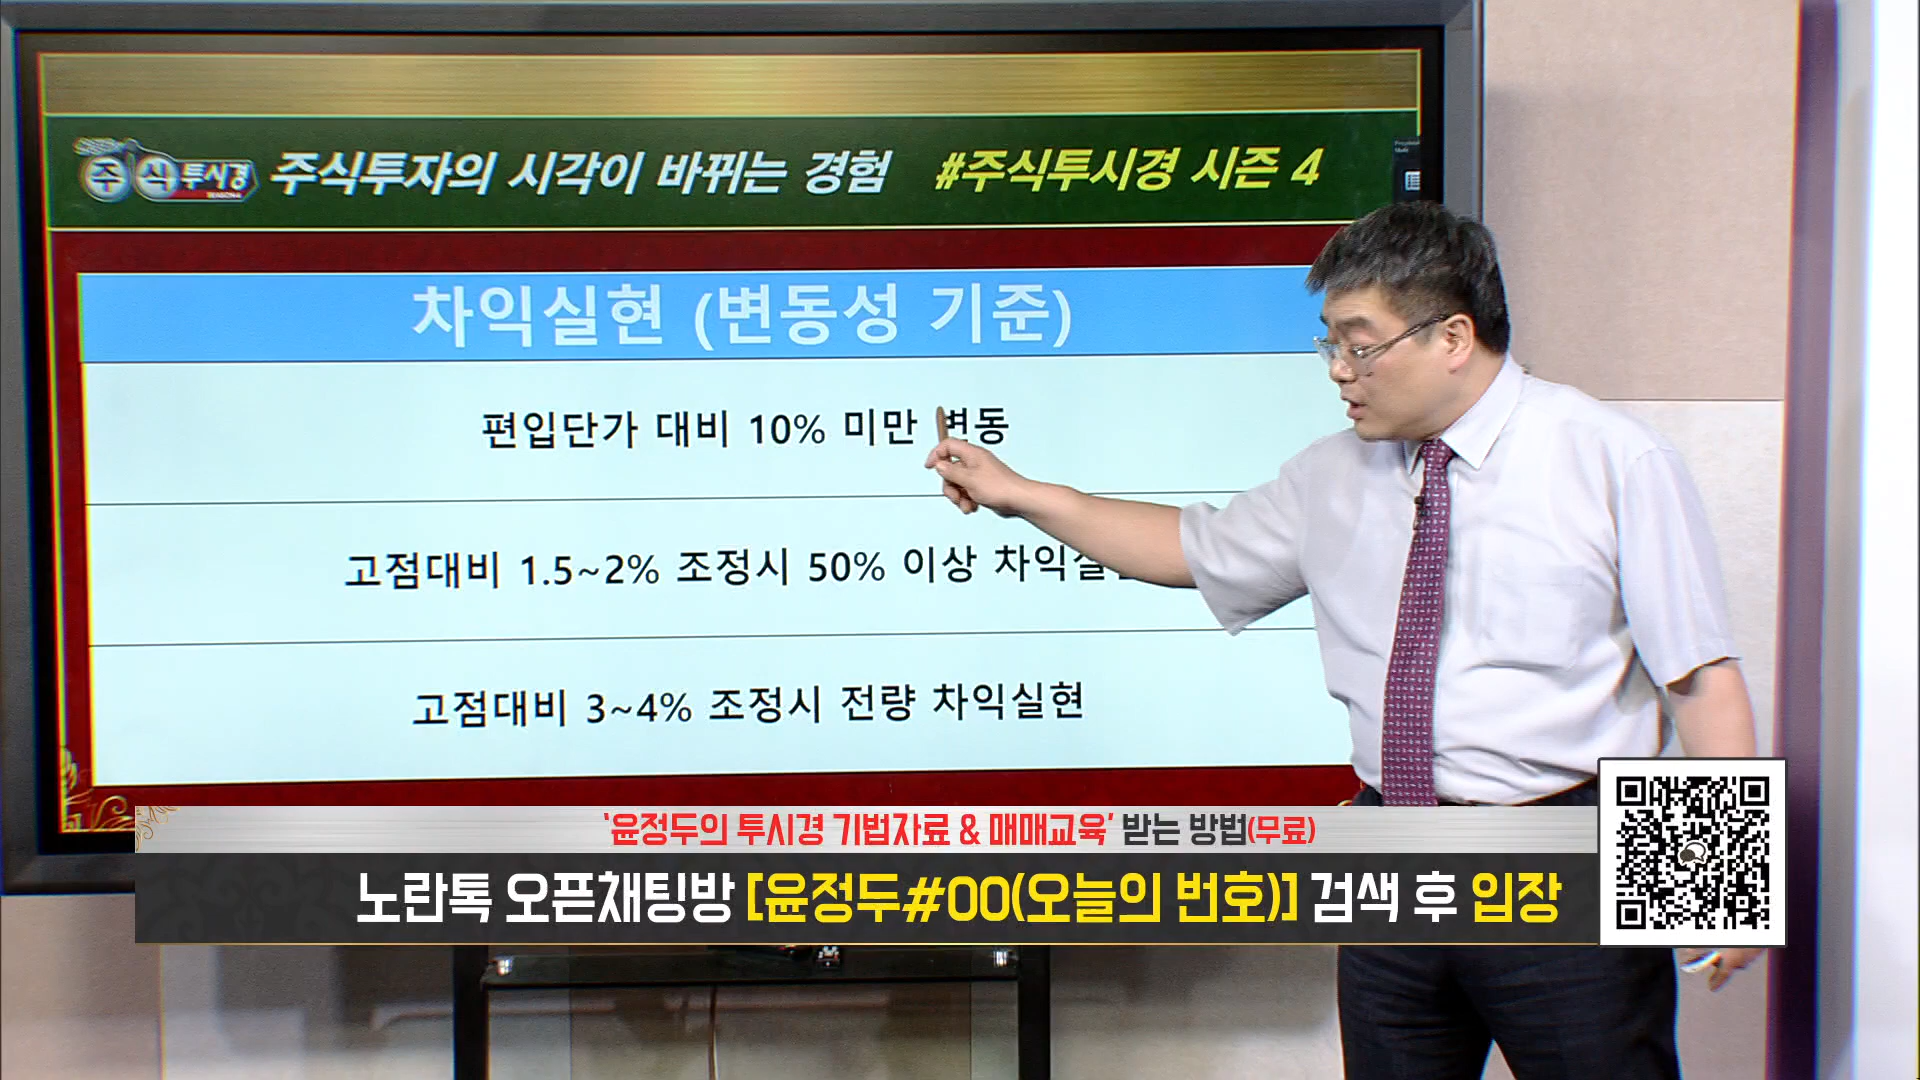 주식투시경 주식투자의 시각이 바뀌는 경험 #주식투시경 시즌 4
차익실현 (변동성 기준)
편입단가 대비 10% 미만 변동
고점대비 1.5~2% 조정시 50% 이상 차익실
고점대비 3~4% 조정시 전량 차익실현
'윤정두의 투시경 기법자료 & 매매교육' 받는 방법(무료)
노란톡 오픈채팅방 [윤정두#00(오늘의 번호)] 검색 후 입장